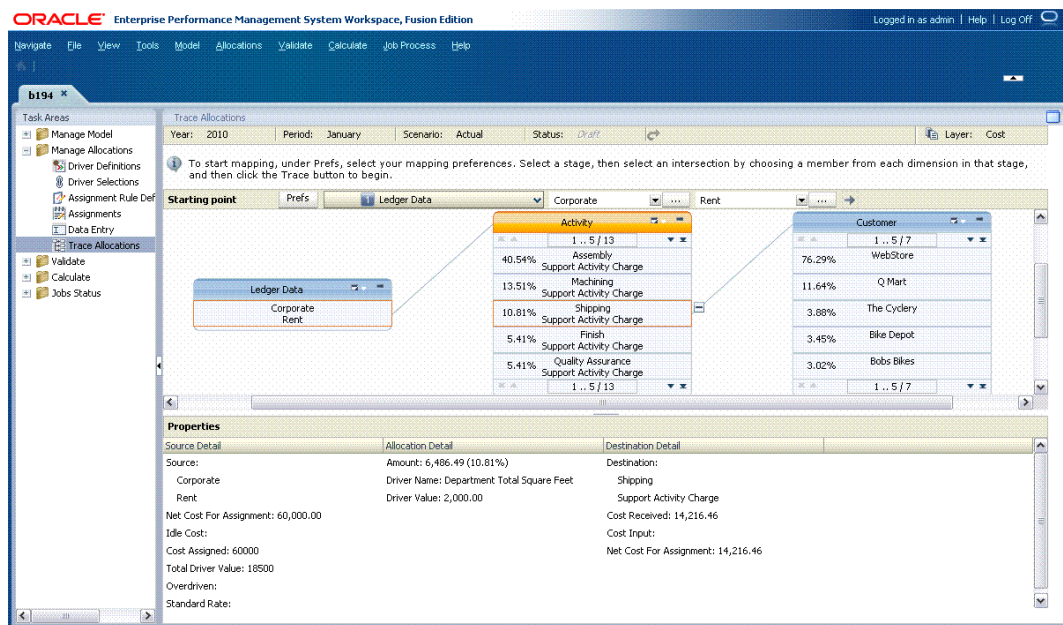 ORACLE Enterprise Performance Management System Workspace, Fusion Edition
Logged in as admin | Help | Log Off
Navigate File View Tools Model Allocations Validate Calculate Job Process Help
b194 ×
Task Areas
Manage Model
Manage Allocations
Driver Definitions
Driver Selections
Assignment Rule Def
Assignments
Data Entry
Trace Allocations
Validate
Calculate
Jobs Status
Trace Allocations
Year: 2010 Period: January Scenario: Actual Status: Draft Layer: Cost
To start mapping, under Prefs, select your mapping preferences. Select a stage, then select an intersection by choosing a member from each dimension in that stage,
and then click the Trace button to begin.
Starting point Prefs Ledger Data Corporate ... Rent ...
Ledger Data
Corporate
Rent
Activity
1 .. 5 / 13
40.54% Assembly
Support Activity Charge
13.51% Machining
Support Activity Charge
10.81% Shipping
Support Activity Charge
5.41% Finish
Support Activity Charge
5.41% Quality Assurance
Support Activity Charge
1 .. 5 / 13
Customer
1 .. 5 / 7
76.29% WebStore
11.64% Q Mart
3.88% The Cyclery
3.45% Bike Depot
3.02% Bobs Bikes
1 .. 5 / 7
Properties
Source Detail Allocation Detail Destination Detail
Source: Amount: 6,486.49 (10.81%) Destination:
Corporate Driver Name: Department Total Square Feet Shipping
Rent Driver Value: 2,000.00 Support Activity Charge
Net Cost For Assignment: 60,000.00 Cost Received: 14,216.46
Idle Cost: Cost Input:
Cost Assigned: 60000 Net Cost For Assignment: 14,216.46
Total Driver Value: 18500
Overdriven:
Standard Rate: